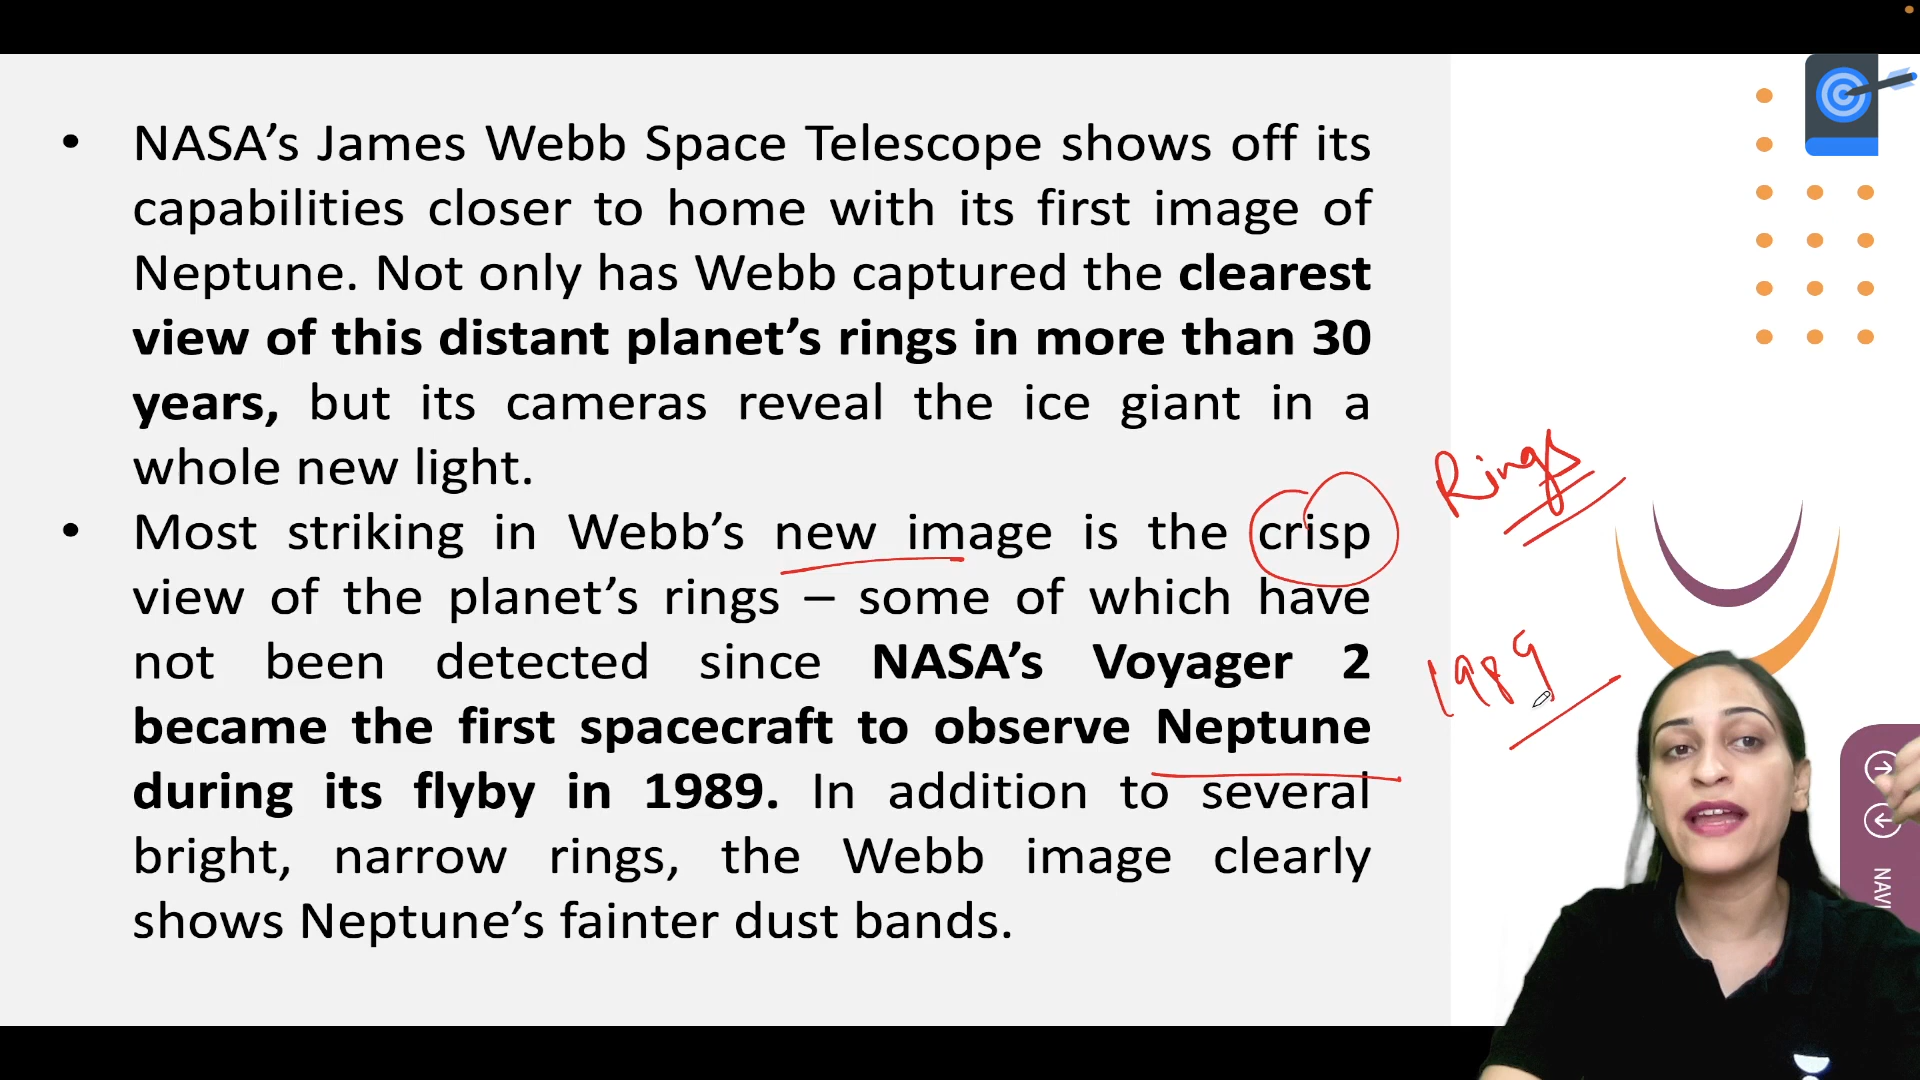 • NASA’s James Webb Space Telescope shows off its
capabilities closer to home with its first image of
Neptune. Not only has Webb captured the clearest
view of this distant planet’s rings in more than 30
years, but its cameras reveal the ice giant in a
whole new light.
• Most striking in Webb’s new image is the crisp
view of the planet’s rings – some of which have
not been detected since NASA’s Voyager 2
became the first spacecraft to observe Neptune
during its flyby in 1989. In addition to several
bright, narrow rings, the Webb image clearly
shows Neptune’s fainter dust bands.
Rings
1989